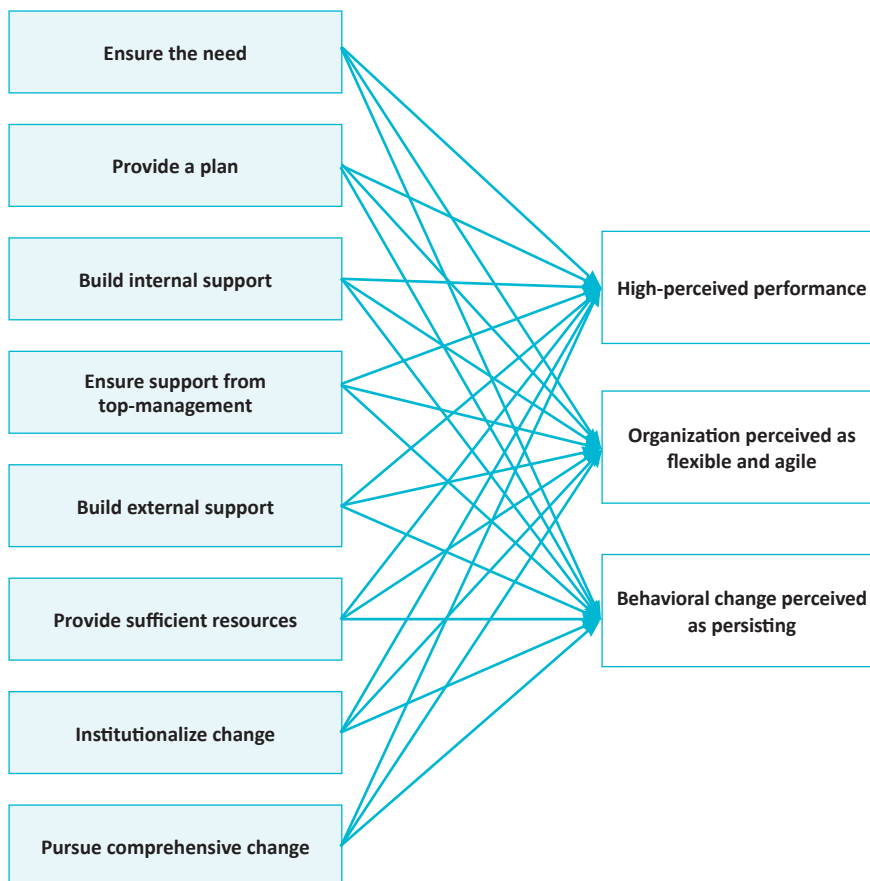 Ensure the need
Provide a plan
Build internal support
Ensure support from
top-management
Build external support
Provide sufficient resources
Institutionalize change
Pursue comprehensive change
High-perceived performance
Organization perceived as
flexible and agile
Behavioral change perceived
as persisting